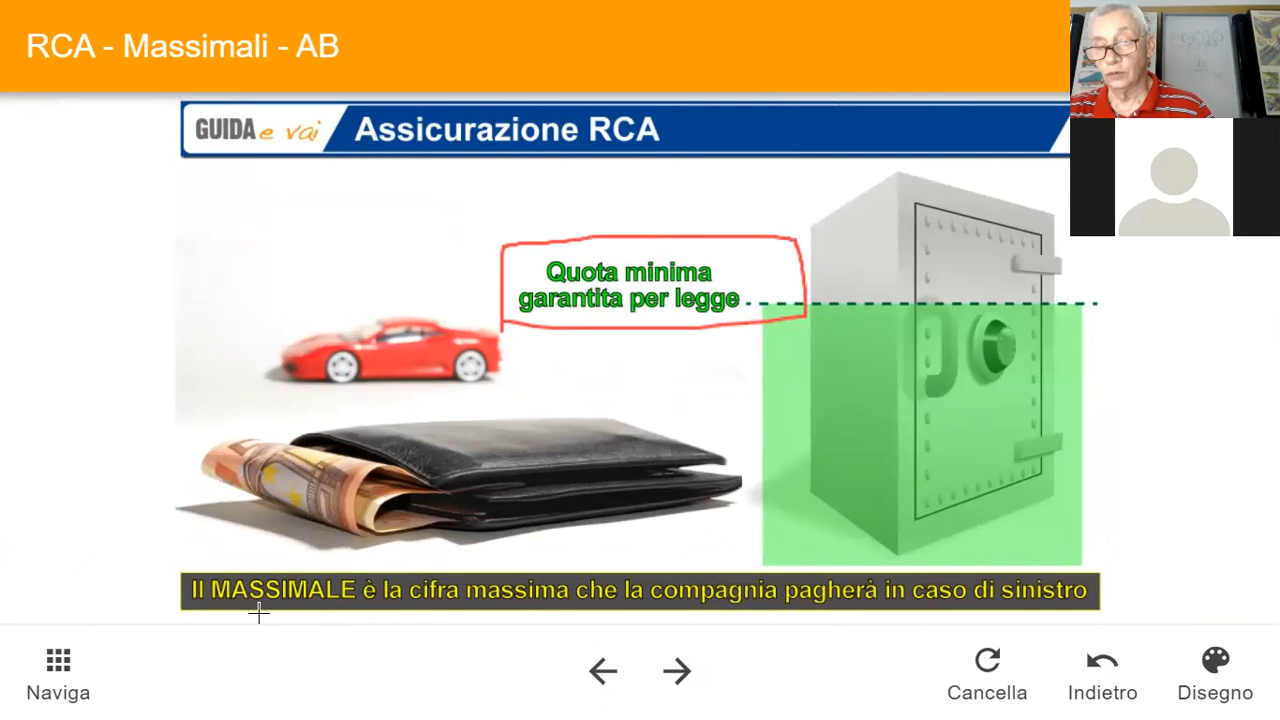 RCA - Massimali - AB
GUIDA e vai
Assicurazione RCA
Quota minima
garantita per legge
Il MASSIMALE è la cifra massima che la compagnia pagherà in caso di sinistro
Naviga
Cancella
Indietro
Disegno